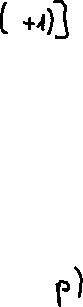 ( +1)]
p)